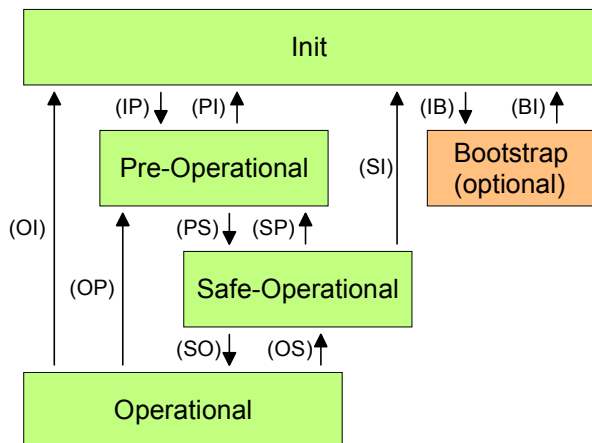 Init
(IP) (PI) (IB) (BI)
Pre-Operational
Bootstrap
(optional)
(SI)
(OI)
(PS) (SP)
(OP)
Safe-Operational
(SO) (OS)
Operational